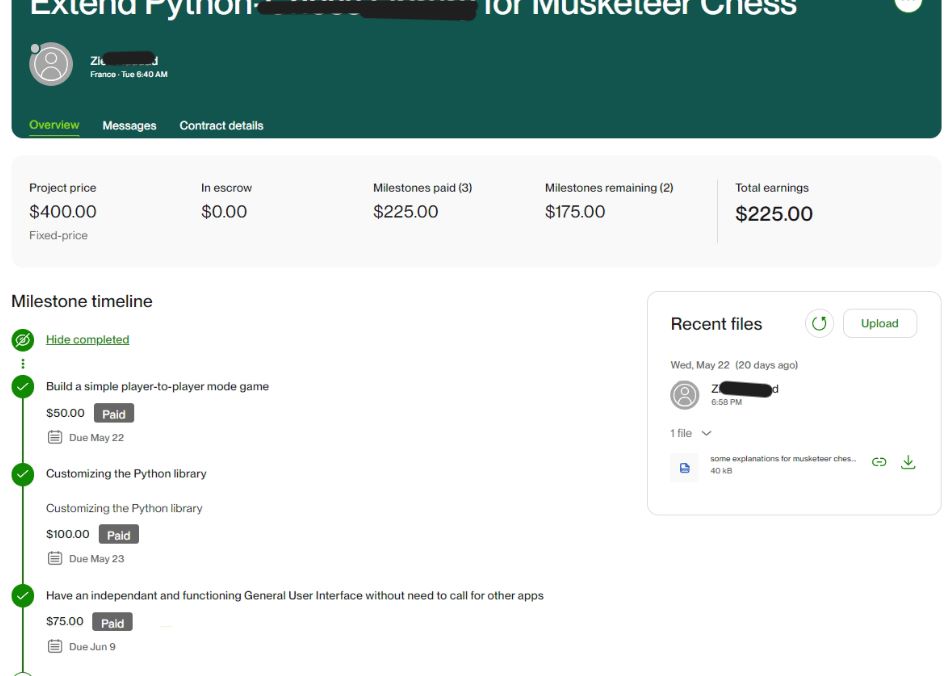 Extend Python- for Musketeer Chess
France · Tue 6:40 AM
Overview Messages Contract details
Project price In escrow Milestones paid (3) Milestones remaining (2) Total earnings
$400.00 $0.00 $225.00 $175.00 $225.00
Fixed-price
Milestone timeline
Hide completed
Build a simple player-to-player mode game
$50.00 Paid
Due May 22
Customizing the Python library
Customizing the Python library
$100.00 Paid
Due May 23
Have an independant and functioning General User Interface without need to call for other apps
$75.00 Paid
Due Jun 9
Recent files Upload
Wed, May 22 (20 days ago)
6:58 PM
1 file
some explanations for musketeer ches...
40 kB